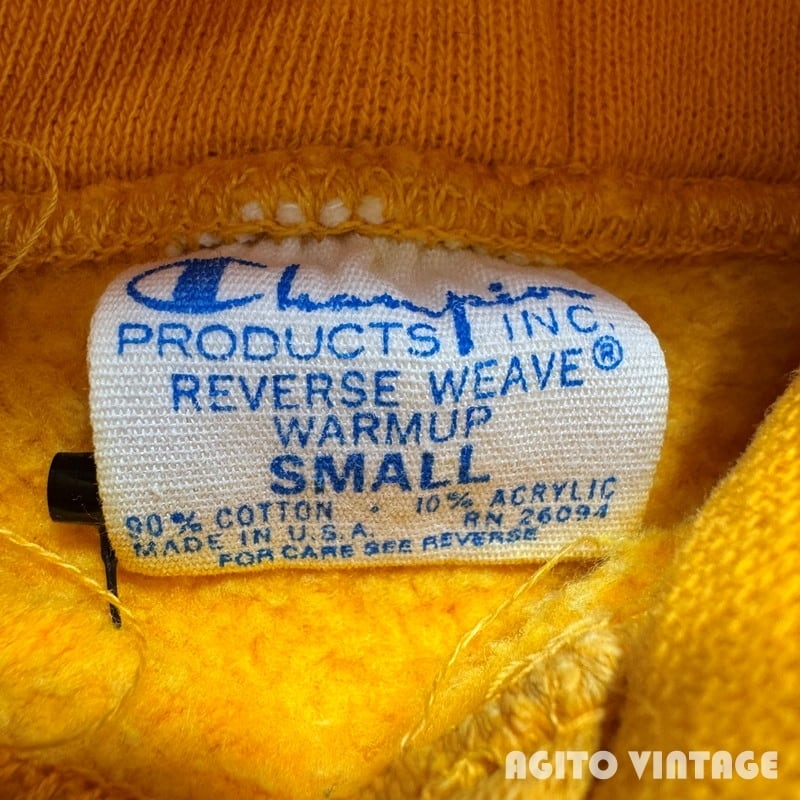 Champion
PRODUCTS INC.
REVERSE WEAVE®
WARMUP
SMALL
90% COTTON · 10% ACRYLIC
MADE IN U.S.A. RN 26094
FOR CARE SEE REVERSE
AGITO VINTAGE